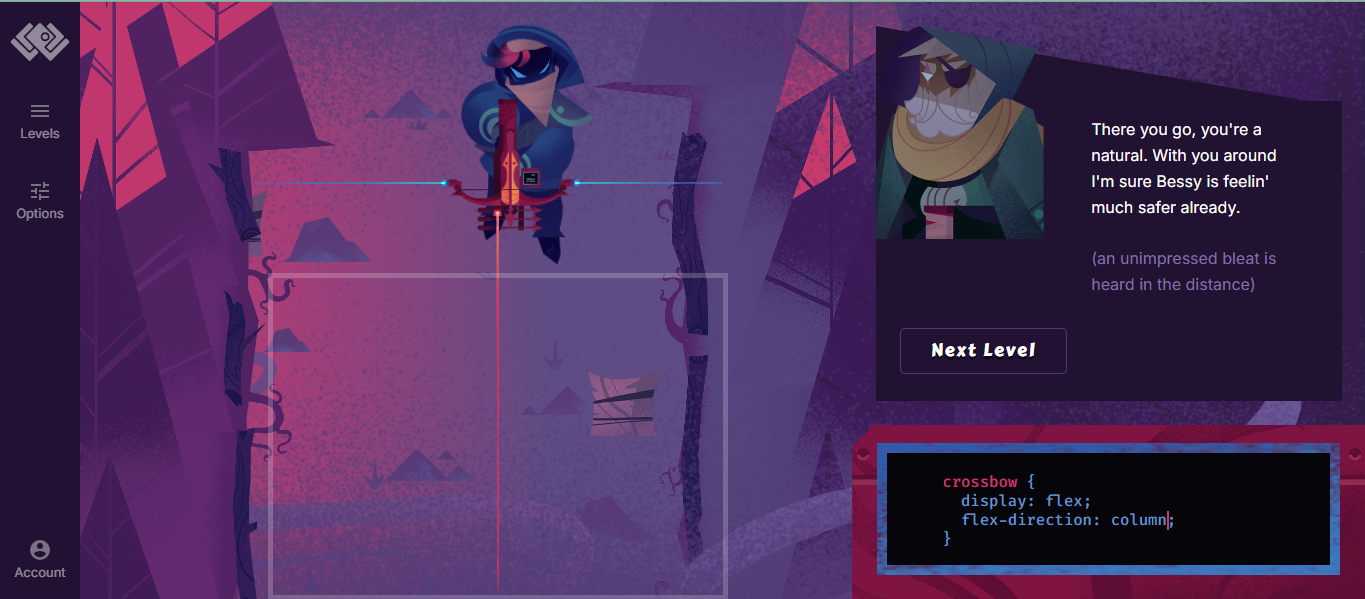 Levels
Options
Account
There you go, you're a
natural. With you around
I'm sure Bessy is feelin'
much safer already.
(an unimpressed bleat is
heard in the distance)
Next Level
crossbow {
  display: flex;
  flex-direction: column;
}